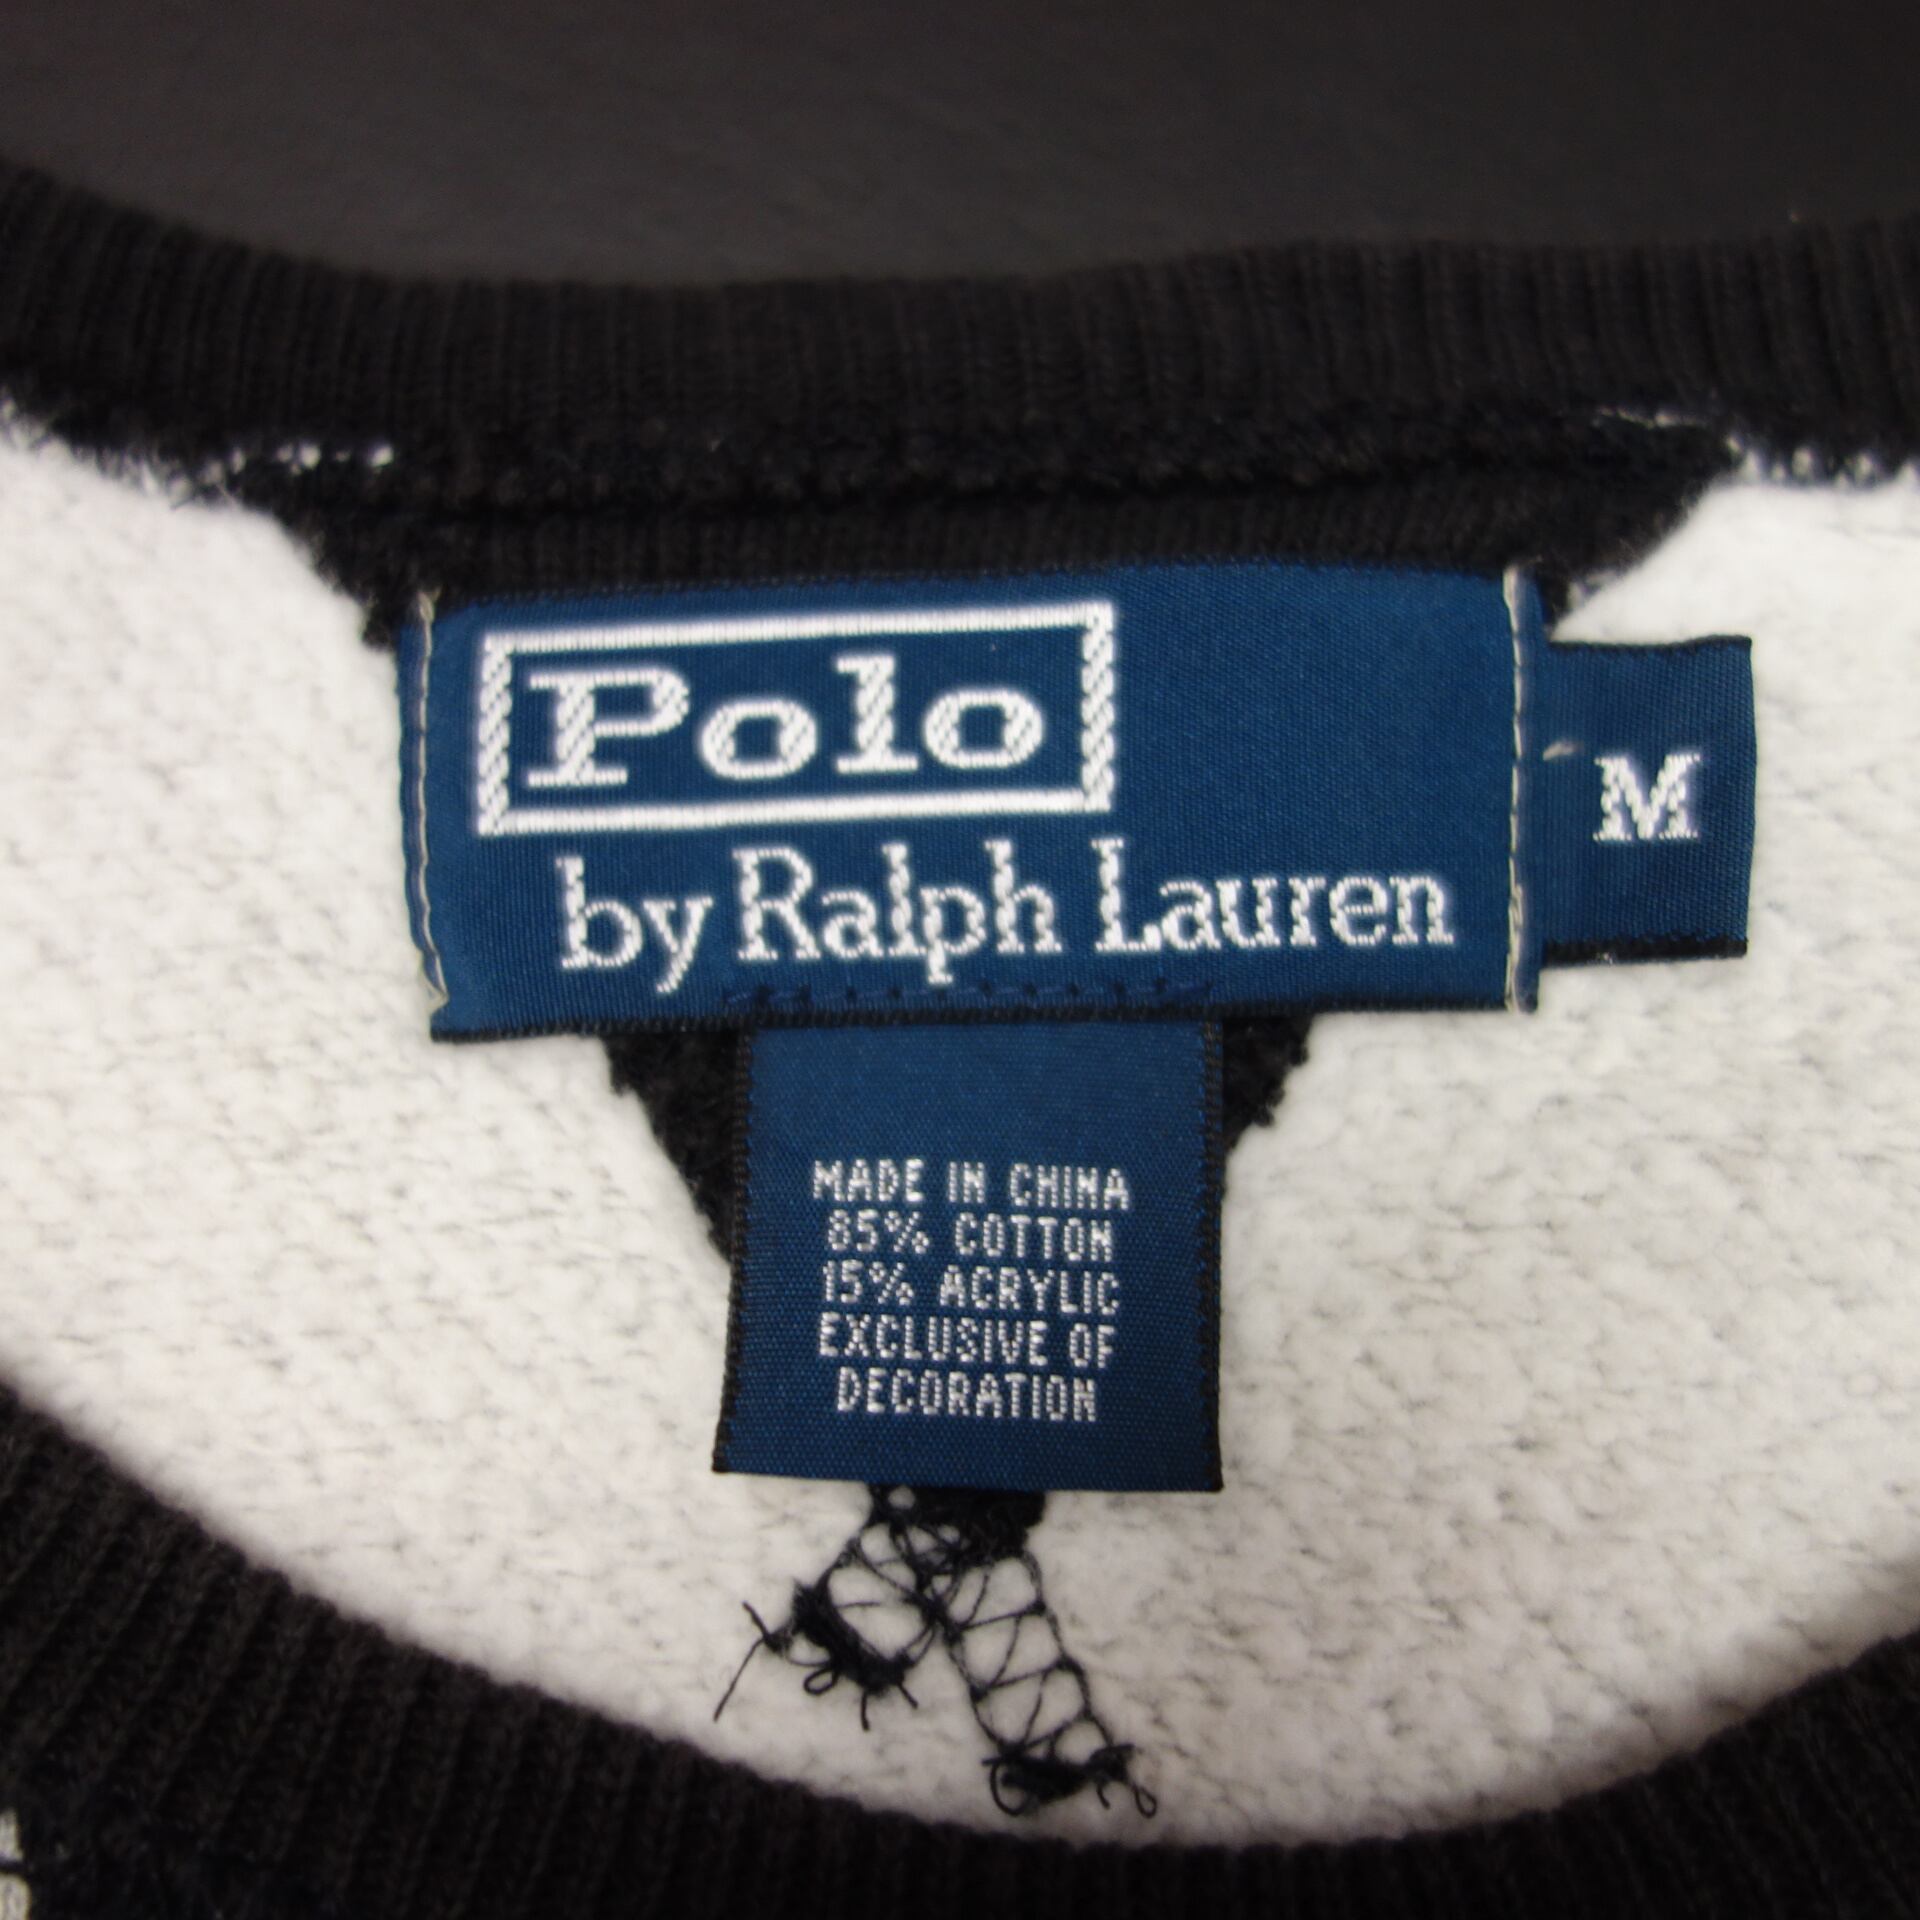 Polo
by Ralph Lauren
M
MADE IN CHINA
85% COTTON
15% ACRYLIC
EXCLUSIVE OF
DECORATION